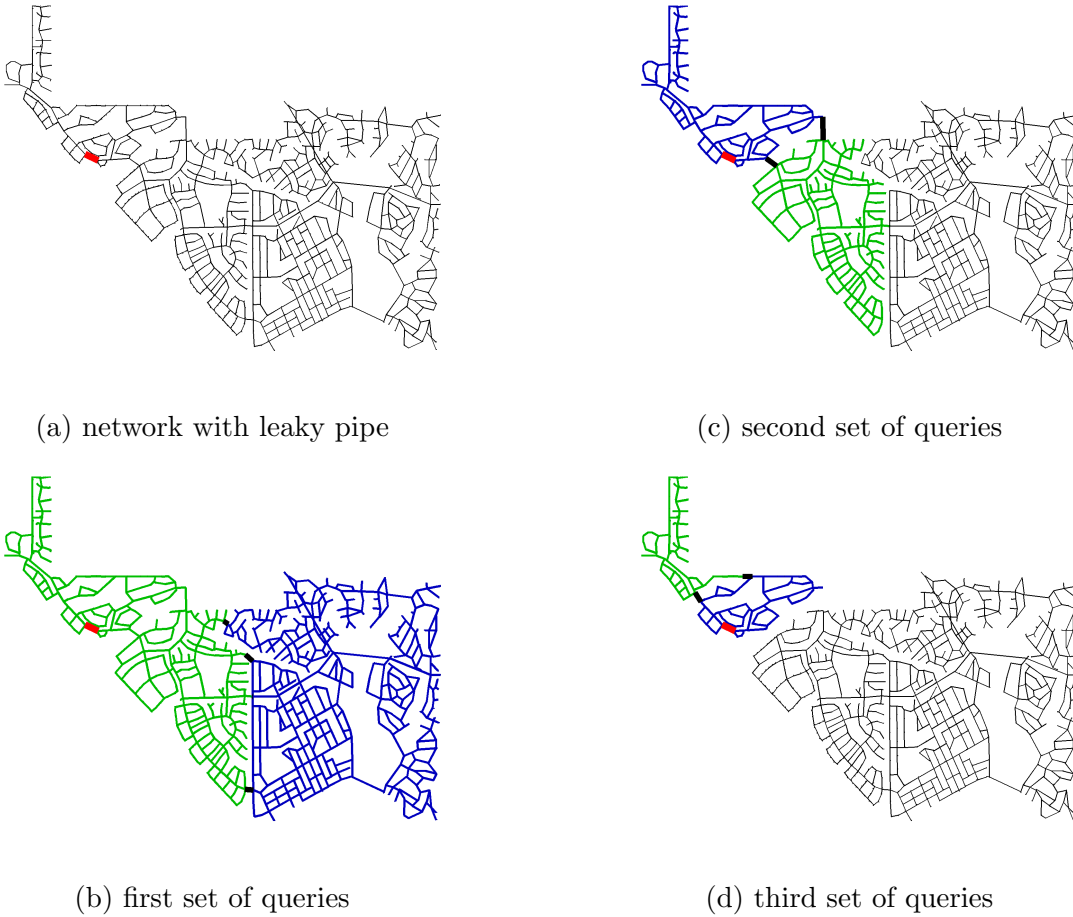 (a) network with leaky pipe
(c) second set of queries
(b) first set of queries
(d) third set of queries